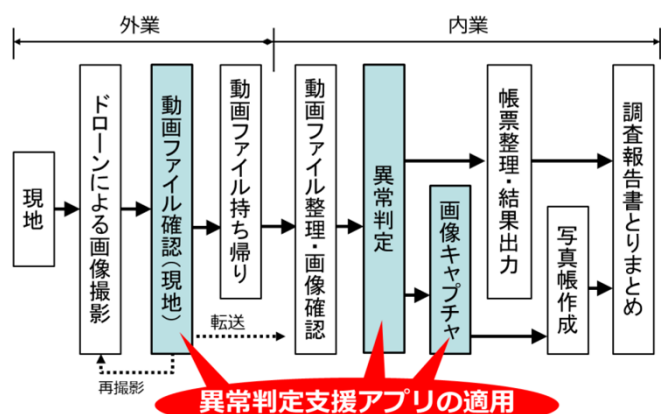 外業
内業
現地
ドローンによる画像撮影
動画ファイル確認(現地)
動画ファイル持ち帰り
動画ファイル整理・画像確認
異常判定
画像キャプチャ
帳票整理・結果出力
写真帳作成
調査報告書とりまとめ
転送
再撮影
異常判定支援アプリの適用